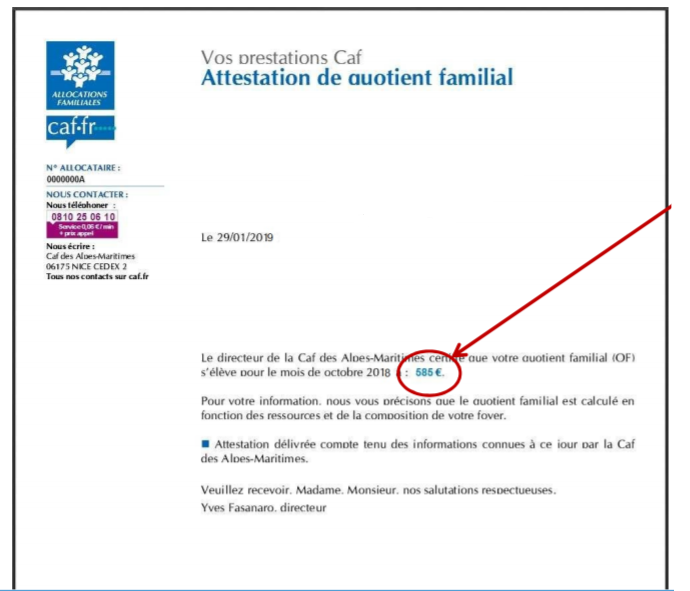 Vos prestations Caf
Attestation de quotient familial
ALLOCATIONS
FAMILIALES
caf.fr
N° ALLOCATAIRE :
0000000A
NOUS CONTACTER :
Nous téléphoner :
0810 25 06 10
Service 0,06 € / min
+ prix appel
Nous écrire :
Caf des Alpes-Maritimes
06175 NICE CEDEX 2
Tous nos contacts sur caf.fr
Le 29/01/2019
Le directeur de la Caf des Alpes-Maritimes certifie que votre quotient familial (QF)
s'élève pour le mois de octobre 2018 à : 585 €.
Pour votre information, nous vous précisons que le quotient familial est calculé en
fonction des ressources et de la composition de votre foyer.
Attestation délivrée compte tenu des informations connues à ce jour par la Caf
des Alpes-Maritimes.
Veuillez recevoir, Madame, Monsieur, nos salutations respectueuses.
Yves Fasanaro, directeur